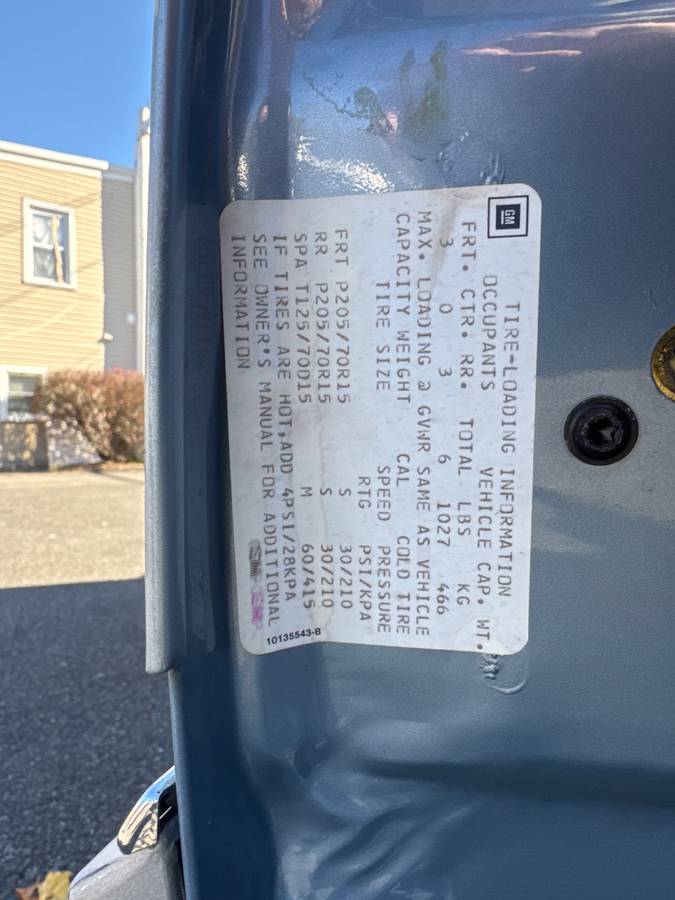 GM
TIRE-LOADING INFORMATION
OCCUPANTS VEHICLE CAP. WT.
FRT. CTR. RR. TOTAL LBS KG
3 0 3 6 1027 466
MAX. LOADING @ GVWR SAME AS VEHICLE
CAPACITY WEIGHT CAL COLD TIRE
TIRE SIZE SPEED PRESSURE
RTG PSI/KPA
FRT P205/70R15 S 30/210
RR P205/70R15 S 30/210
SPA T125/70D15 M 60/415
IF TIRES ARE HOT,ADD 4PSI/28KPA
SEE OWNER'S MANUAL FOR ADDITIONAL
INFORMATION
10135543-B